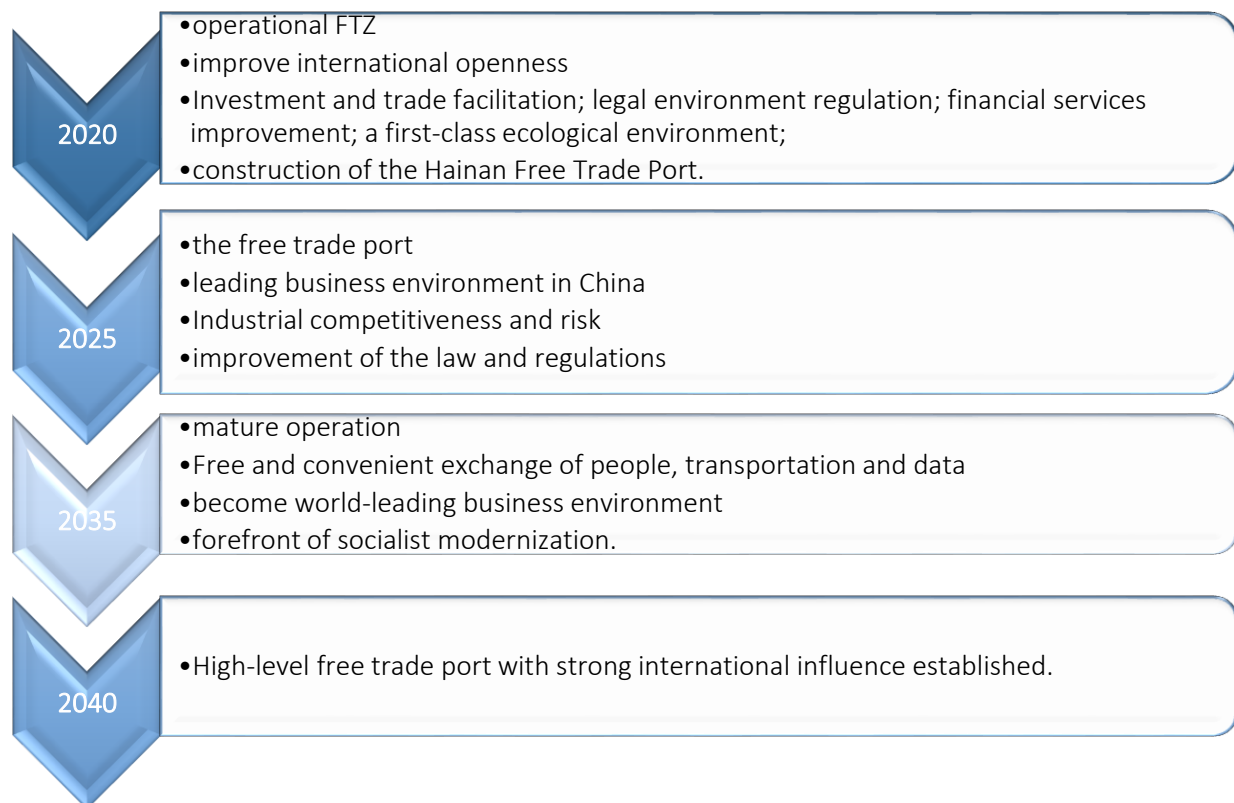 2020
•operational FTZ
•improve international openness
•Investment and trade facilitation; legal environment regulation; financial services
improvement; a first-class ecological environment;
•construction of the Hainan Free Trade Port.
2025
•the free trade port
•leading business environment in China
•Industrial competitiveness and risk
•improvement of the law and regulations
2035
•mature operation
•Free and convenient exchange of people, transportation and data
•become world-leading business environment
•forefront of socialist modernization.
2040
•High-level free trade port with strong international influence established.